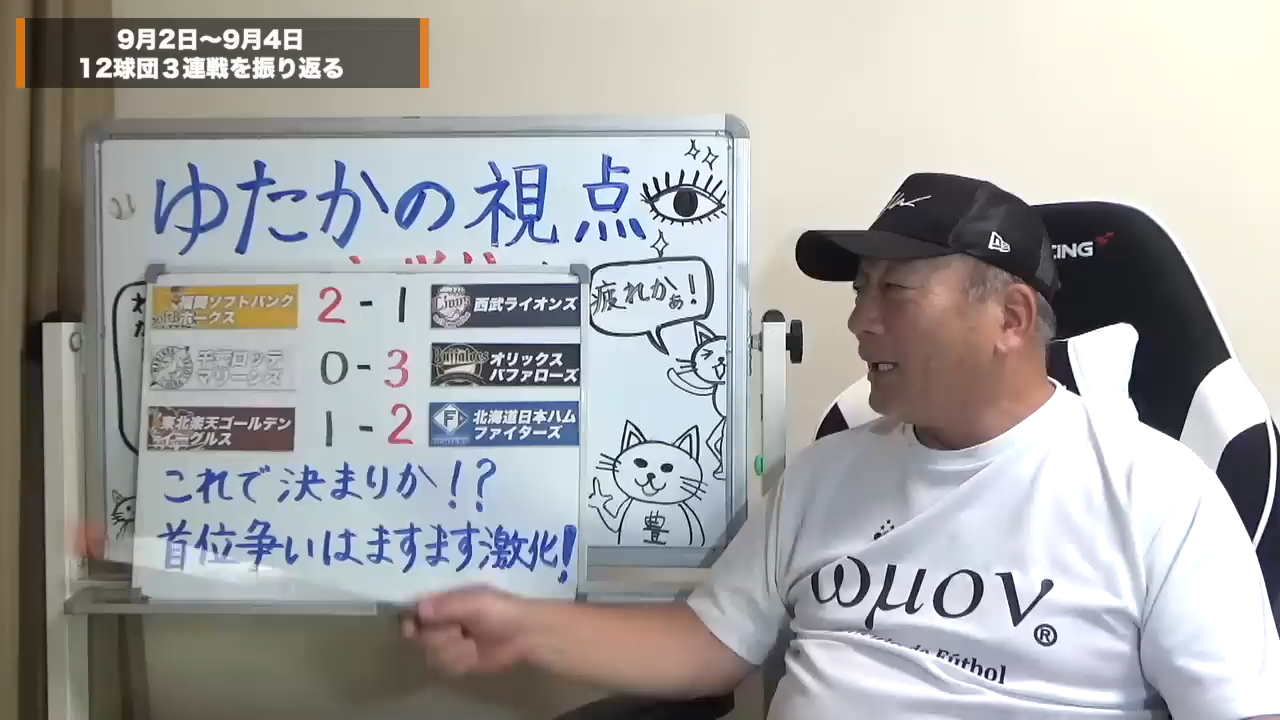 9月2日〜9月4日
12球団3連戦を振り返る
ゆたかの視点
疲れかぁ!
福岡ソフトバンク
ホークス
2-1
Lions
西武ライオンズ
千葉ロッテ
マリーンズ
0-3
Buffaloes
オリックス
バファローズ
東北楽天ゴールデン
イーグルス
1-2
F
北海道日本ハム
ファイターズ
これで決まりか!?
首位争いはますます激化!
豊
CING
ωμον®
de Fútbol